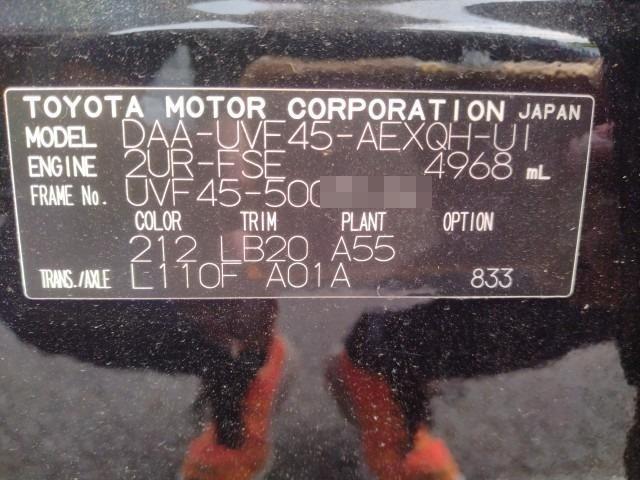 TOYOTA MOTOR CORPORATION JAPAN
MODEL DAA-UVF45-AEXQH-U1
ENGINE 2UR-FSE 4968 mL
FRAME No. UVF45-500
COLOR TRIM PLANT OPTION
212 LB20 A55
TRANS./AXLE L110F A01A 833